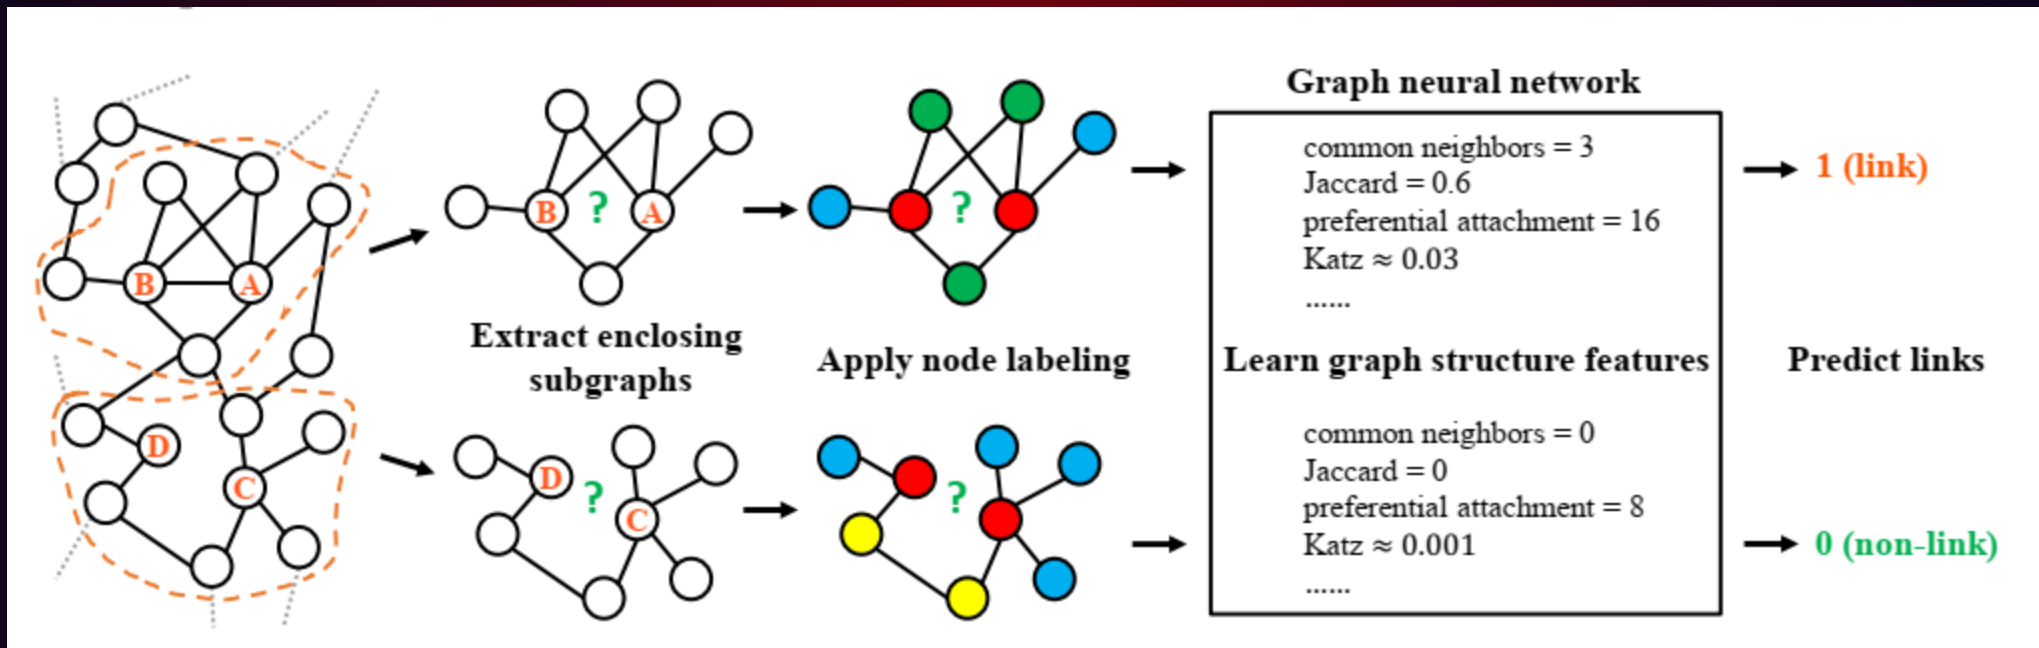 B
A
D
C
B
?
A
Extract enclosing
subgraphs
D
?
C
?
Apply node labeling
?
Graph neural network
common neighbors = 3
Jaccard = 0.6
preferential attachment = 16
Katz ≈ 0.03
......
Learn graph structure features
common neighbors = 0
Jaccard = 0
preferential attachment = 8
Katz ≈ 0.001
......
1 (link)
Predict links
0 (non-link)